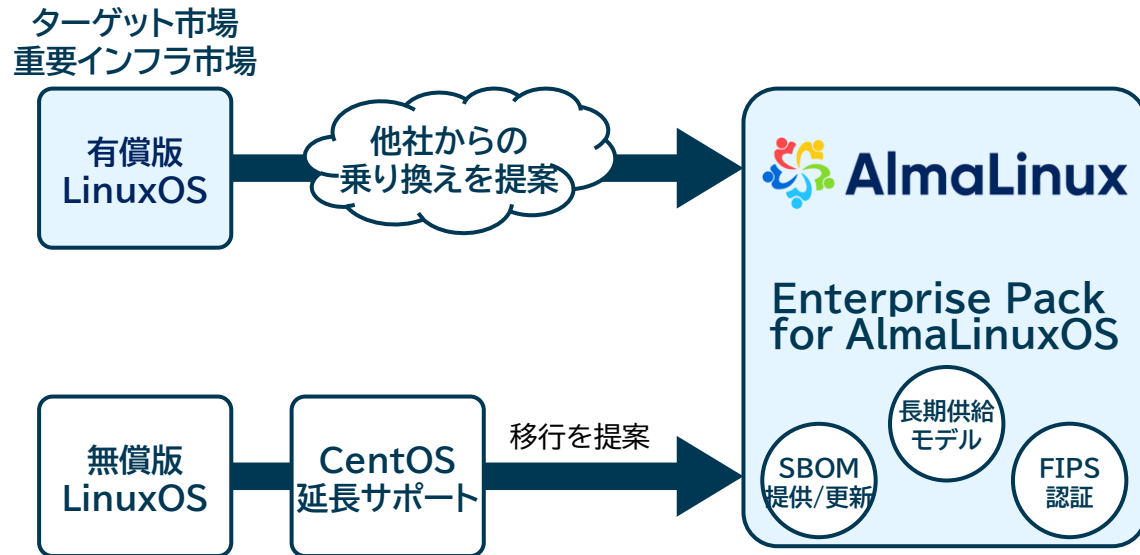 ターゲット市場
重要インフラ市場
有償版
LinuxOS
他社からの
乗り換えを提案
AlmaLinux
Enterprise Pack
for AlmaLinuxOS
長期供給
モデル
SBOM
提供/更新
FIPS
認証
無償版
LinuxOS
CentOS
延長サポート
移行を提案